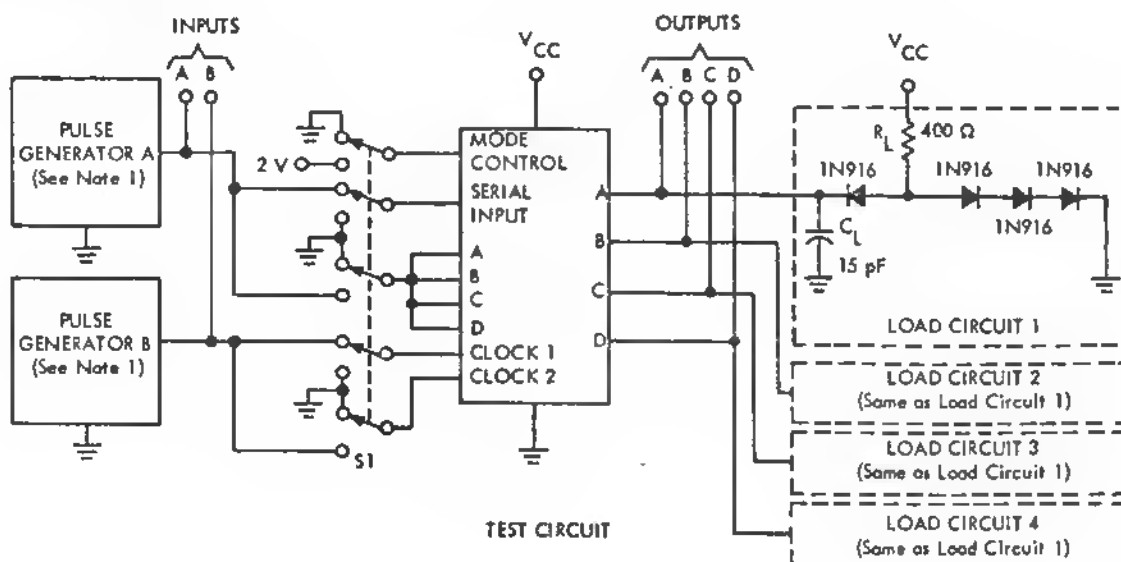 INPUTS
A B
PULSE
GENERATOR A
(See Note 1)
PULSE
GENERATOR B
(See Note 1)
2 V
S1
V CC
MODE
CONTROL
SERIAL
INPUT
A
B
C
D
CLOCK 1
CLOCK 2
A
B
C
D
OUTPUTS
A B C D
V CC
R L 400 Ω
1N916 1N916 1N916
1N916
C L
15 pF
LOAD CIRCUIT 1
LOAD CIRCUIT 2
(Same as Load Circuit 1)
LOAD CIRCUIT 3
(Same as Load Circuit 1)
LOAD CIRCUIT 4
(Same as Load Circuit 1)
TEST CIRCUIT